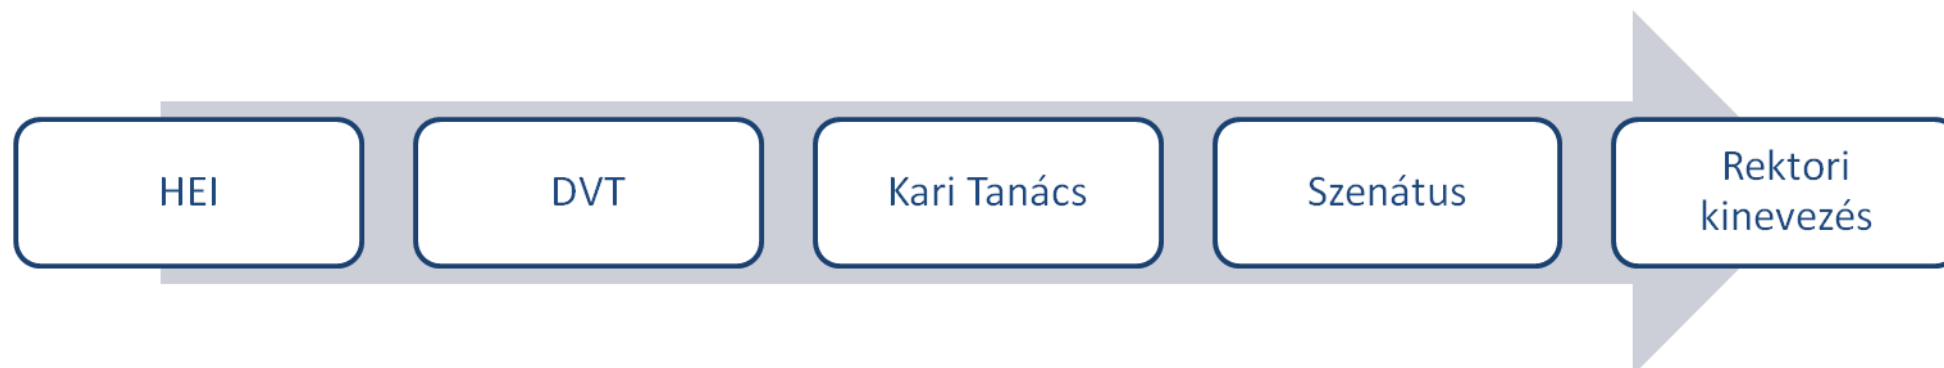 HEI
DVT
Kari Tanács
Szenátus
Rektori
kinevezés